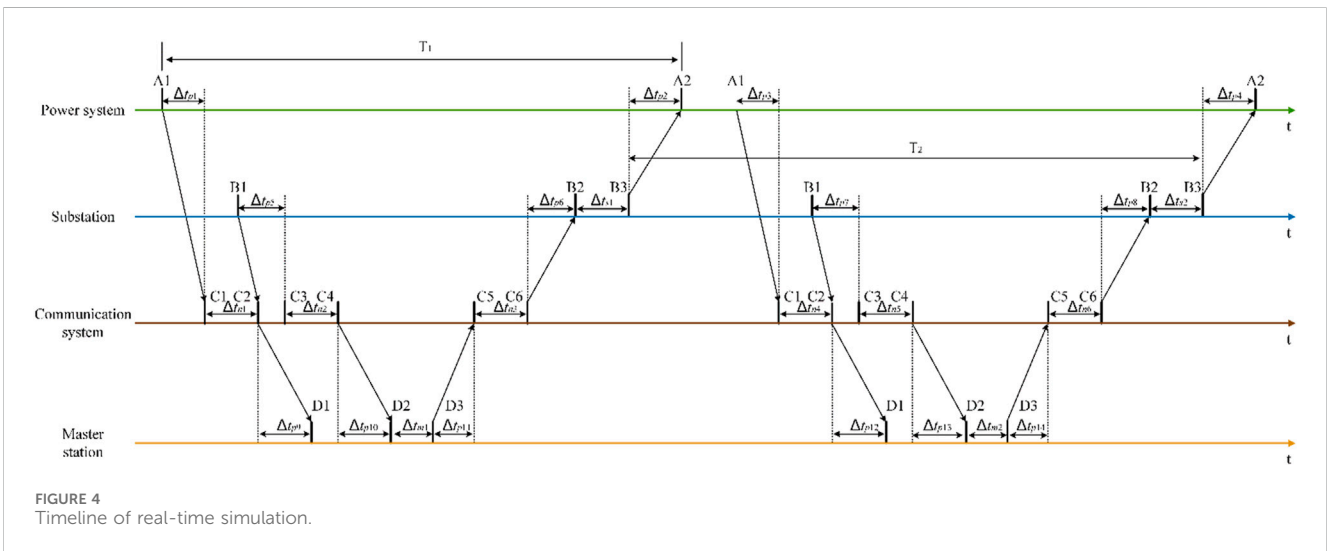 T1
A1 Δtp1 Δtp2 A2 A1 Δtp3 Δtp4 A2
Power system
t
T2
B1 Δtp5 Δtp6 B2 Δts1 B3 B1 Δtp7 Δtp8 B2 Δts2 B3
Substation
t
C1 C2 C3 C4 C5 C6 C1 C2 C3 C4 C5 C6
Δtn1 Δtn2 Δtn3 Δtn4 Δtn5 Δtn6
Communication
system
t
D1 D2 D3 D1 D2 D3
Δtp9 Δtp10 Δtm1 Δtp11 Δtp12 Δtp13 Δtm2 Δtp14
Master
station
t
FIGURE 4
Timeline of real-time simulation.